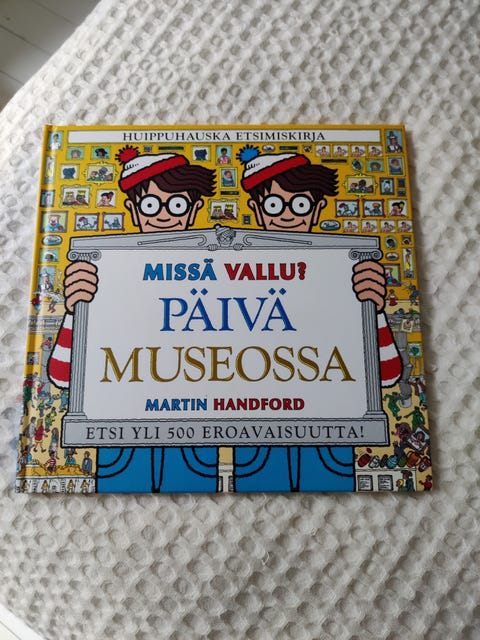 HUIPPUHAUSKA ETSIMISKIRJA
MISSÄ VALLU?
PÄIVÄ
MUSEOSSA
MARTIN HANDFORD
ETSI YLI 500 EROAVAISUUTTA!